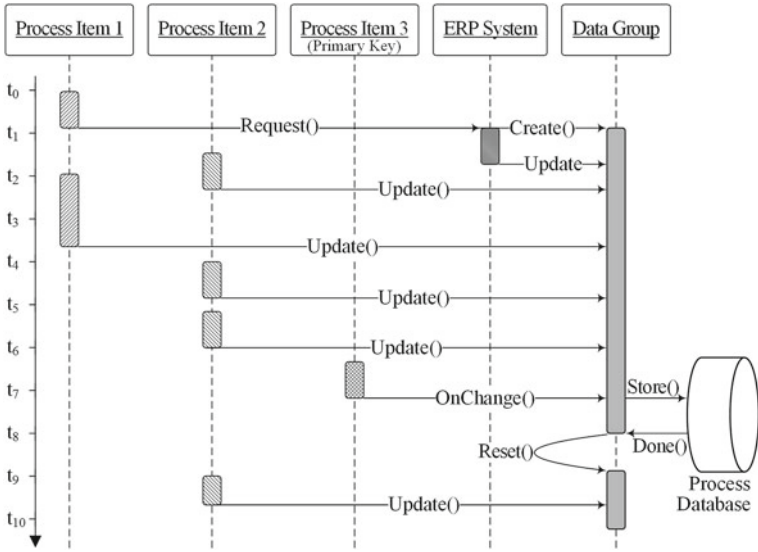 Process Item 1
Process Item 2
Process Item 3
(Primary Key)
ERP System
Data Group
t0
t1
Request()
Create()
Update
t2
Update()
t3
Update()
t4
t5
Update()
t6
Update()
t7
OnChange()
Store()
t8
Reset()
Done()
t9
Process
Database
Update()
t10